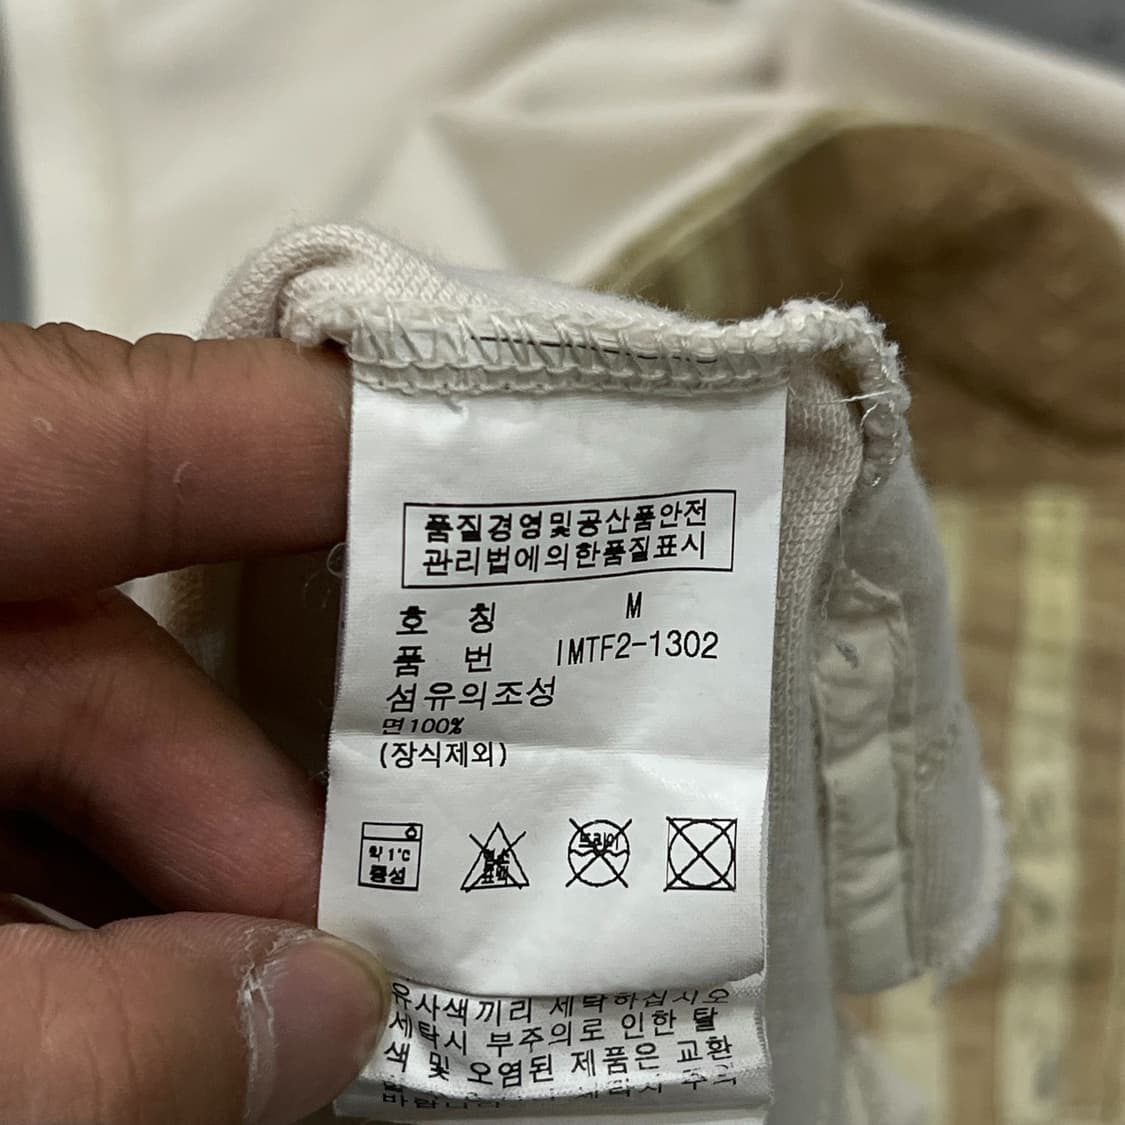 품질경영및공산품안전
관리법에의한품질표시
호 칭 M
품 번 IMTF2-1302
섬유의조성
면100%
(장식제외)
약 1℃
중성
염소
표백
드라이
유사색끼리 세탁하십시오
세탁시 부주의로 인한 탈
색 및 오염된 제품은 교환